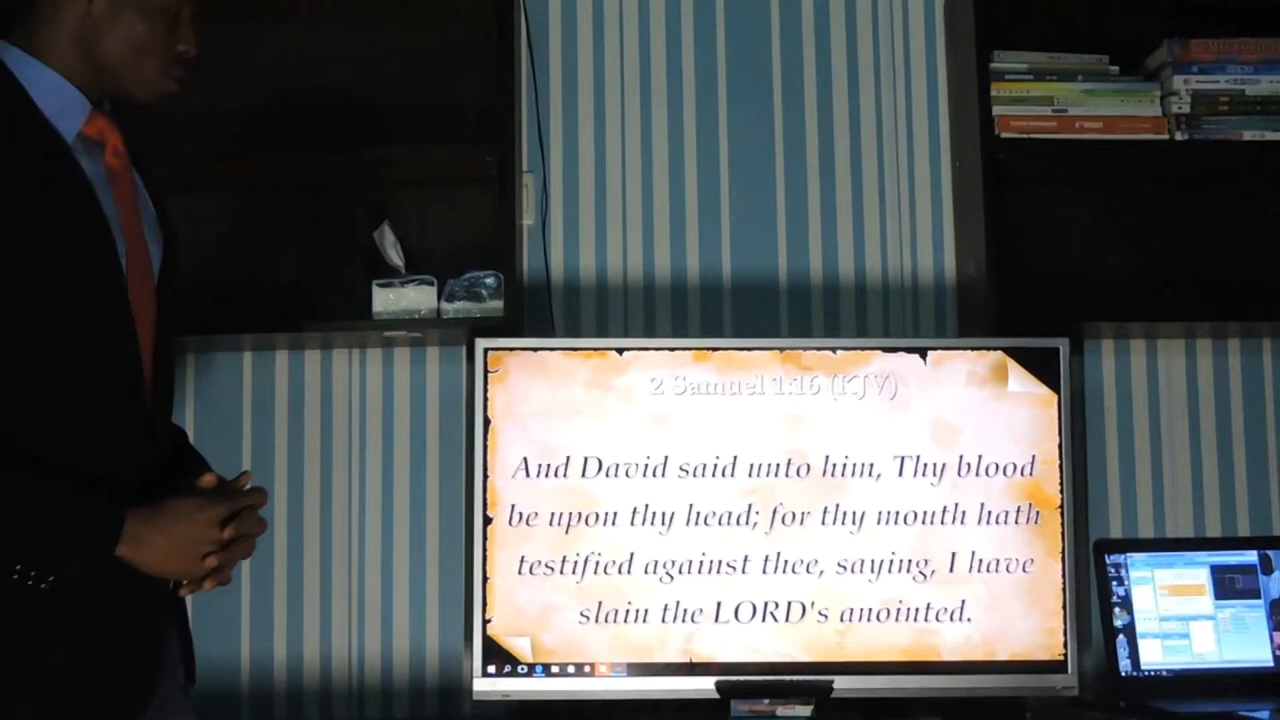 2 Samuel 1:16 (KJV)
And David said unto him, Thy blood
be upon thy head; for thy mouth hath
testified against thee, saying, I have
slain the LORD's anointed.